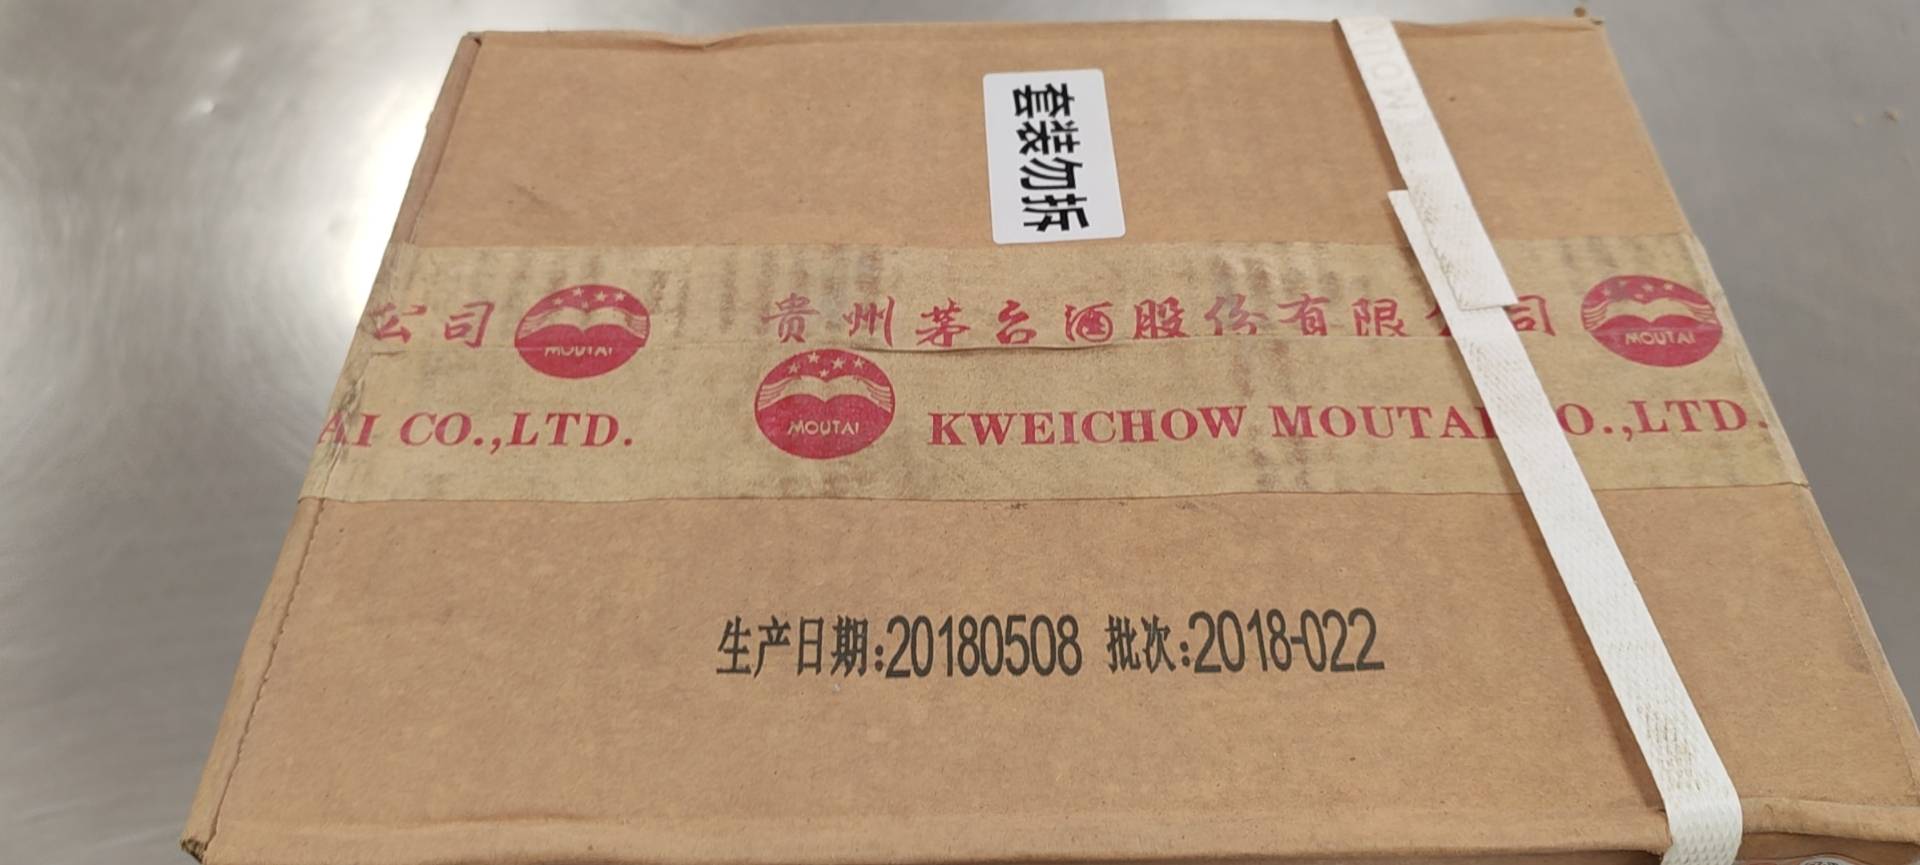 MOU
套装勿拆
公司 MOUTAI 贵州茅台酒股份有限公司 MOUTAI
AI CO.,LTD. MOUTAI KWEICHOW MOUTAI O.,LTD.
生产日期:20180508 批次:2018-022